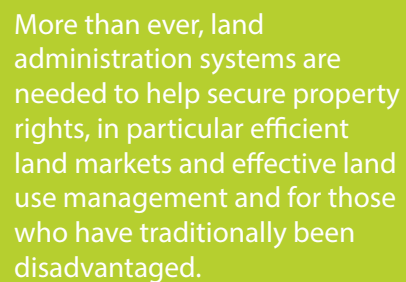 More than ever, land
administration systems are
needed to help secure property
rights, in particular efficient
land markets and effective land
use management and for those
who have traditionally been
disadvantaged.